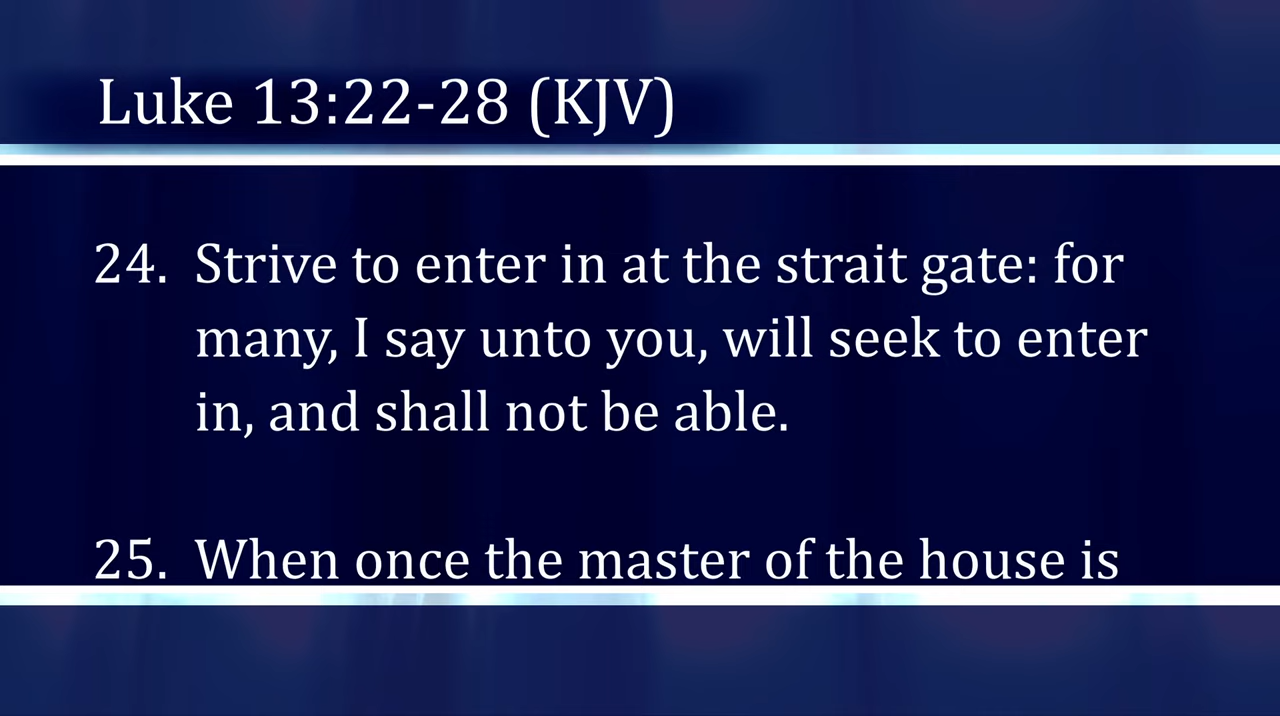 Luke 13:22-28 (KJV)
24. Strive to enter in at the strait gate: for
many, I say unto you, will seek to enter
in, and shall not be able.
25. When once the master of the house is